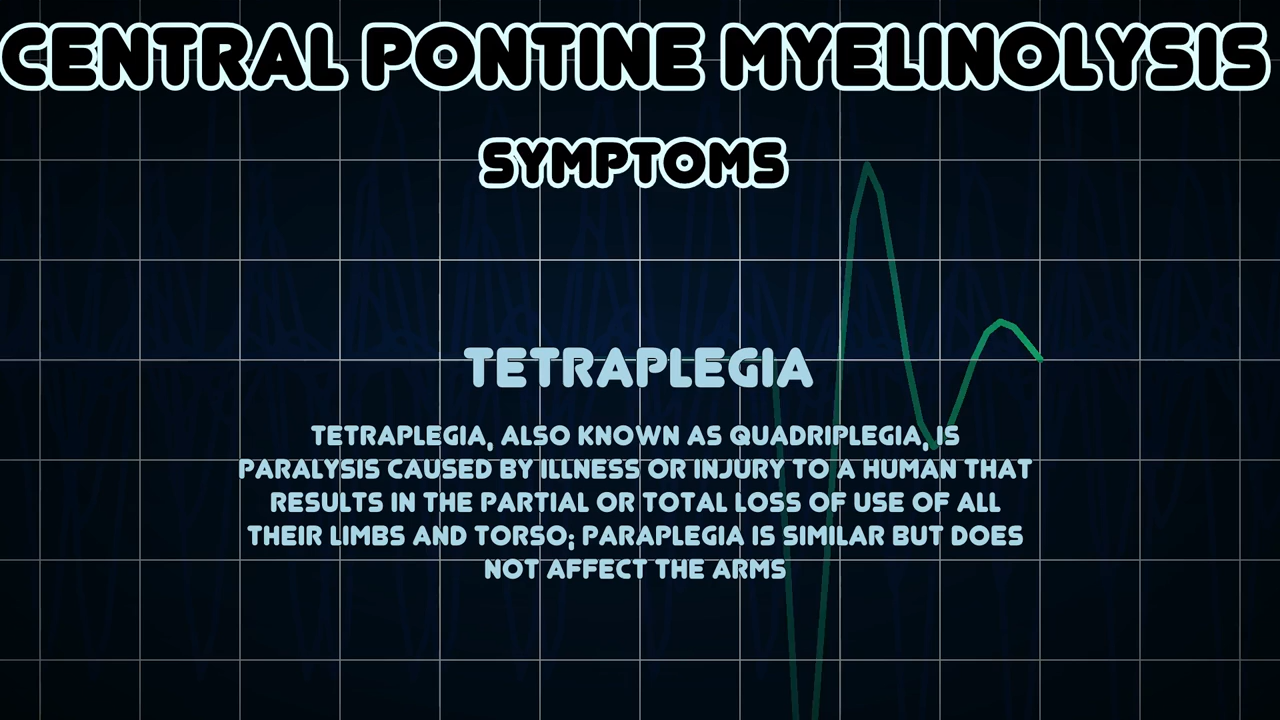 CENTRAL PONTINE MYELINOLYSIS
SYMPTOMS
TETRAPLEGIA
TETRAPLEGIA, ALSO KNOWN AS QUADRIPLEGIA, IS
PARALYSIS CAUSED BY ILLNESS OR INJURY TO A HUMAN THAT
RESULTS IN THE PARTIAL OR TOTAL LOSS OF USE OF ALL
THEIR LIMBS AND TORSO; PARAPLEGIA IS SIMILAR BUT DOES
NOT AFFECT THE ARMS